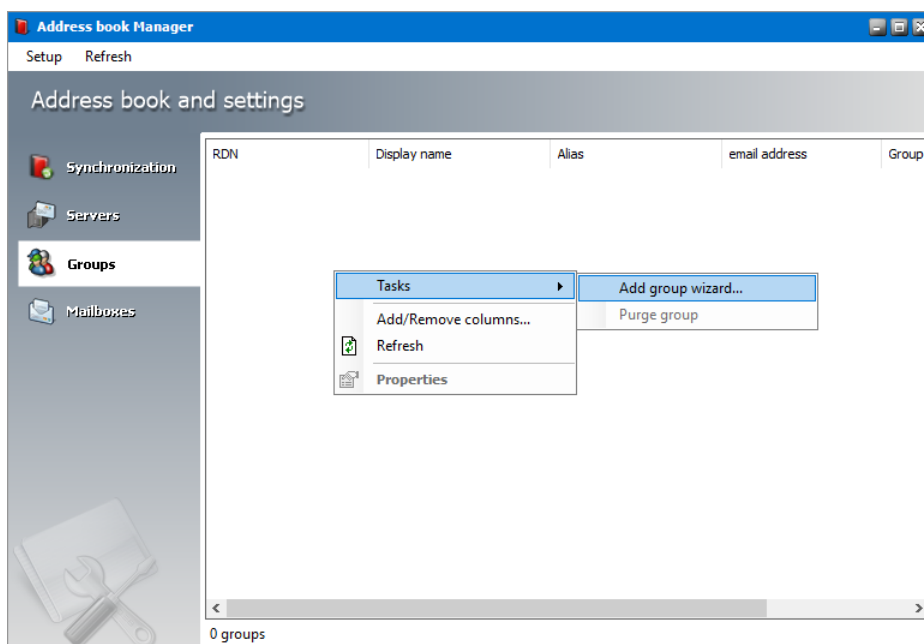 Address book Manager
Setup Refresh
Address book and settings
Synchronization
Servers
Groups
Mailboxes
RDN Display name Alias email address Group
Tasks
Add/Remove columns...
Refresh
Properties
Add group wizard...
Purge group
0 groups